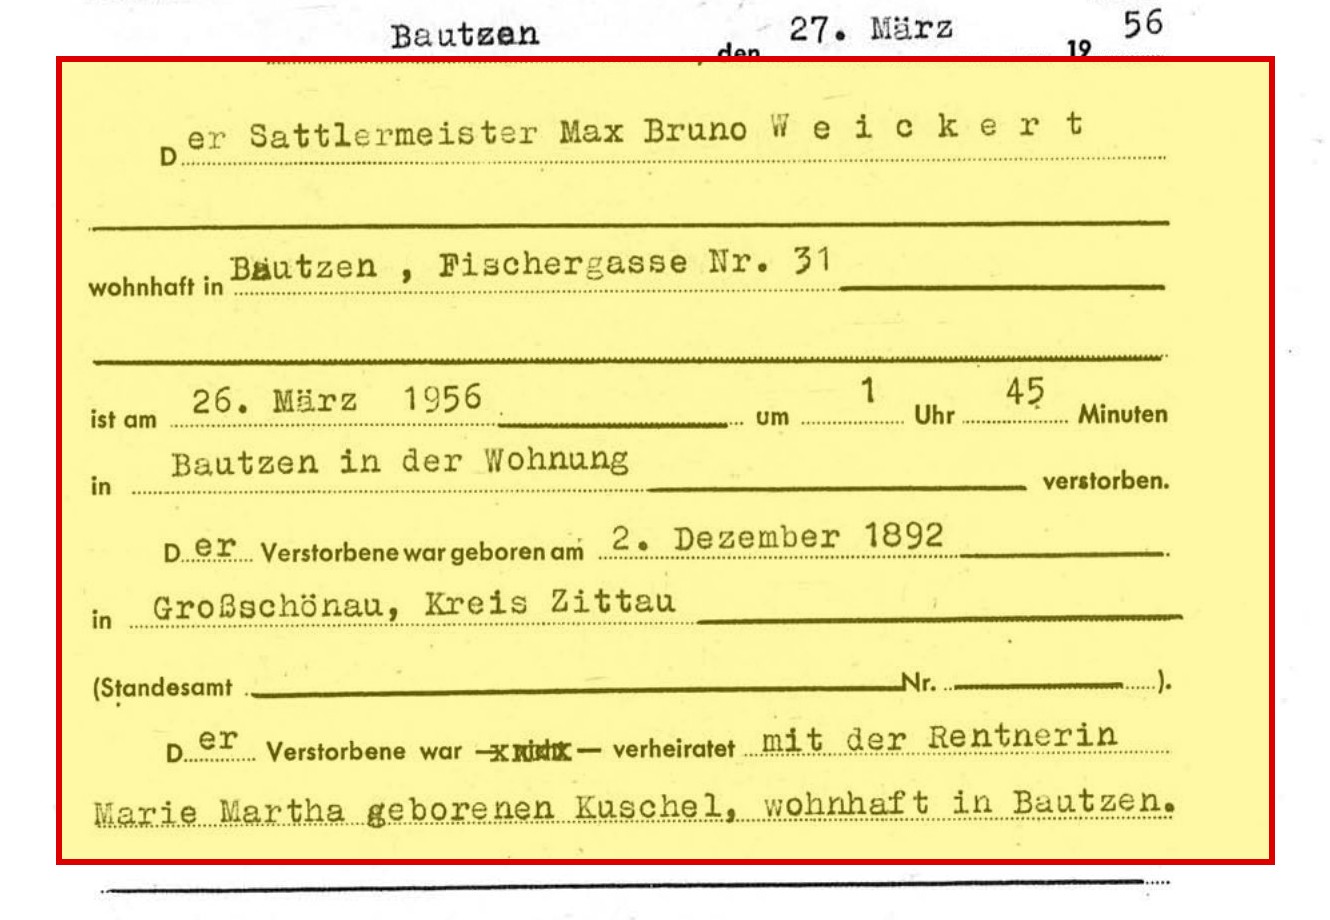 Bautzen, den 27. März 1956
Der Sattlermeister Max Bruno W e i c k e r t
wohnhaft in Bautzen , Fischergasse Nr. 31
ist am 26. März 1956 um 1 Uhr 45 Minuten
in Bautzen in der Wohnung verstorben.
Der Verstorbene war geboren am 2. Dezember 1892
in Großschönau, Kreis Zittau
(Standesamt Nr. ).
Der Verstorbene war verheiratet mit der Rentnerin
Marie Martha geborenen Kuschel, wohnhaft in Bautzen.